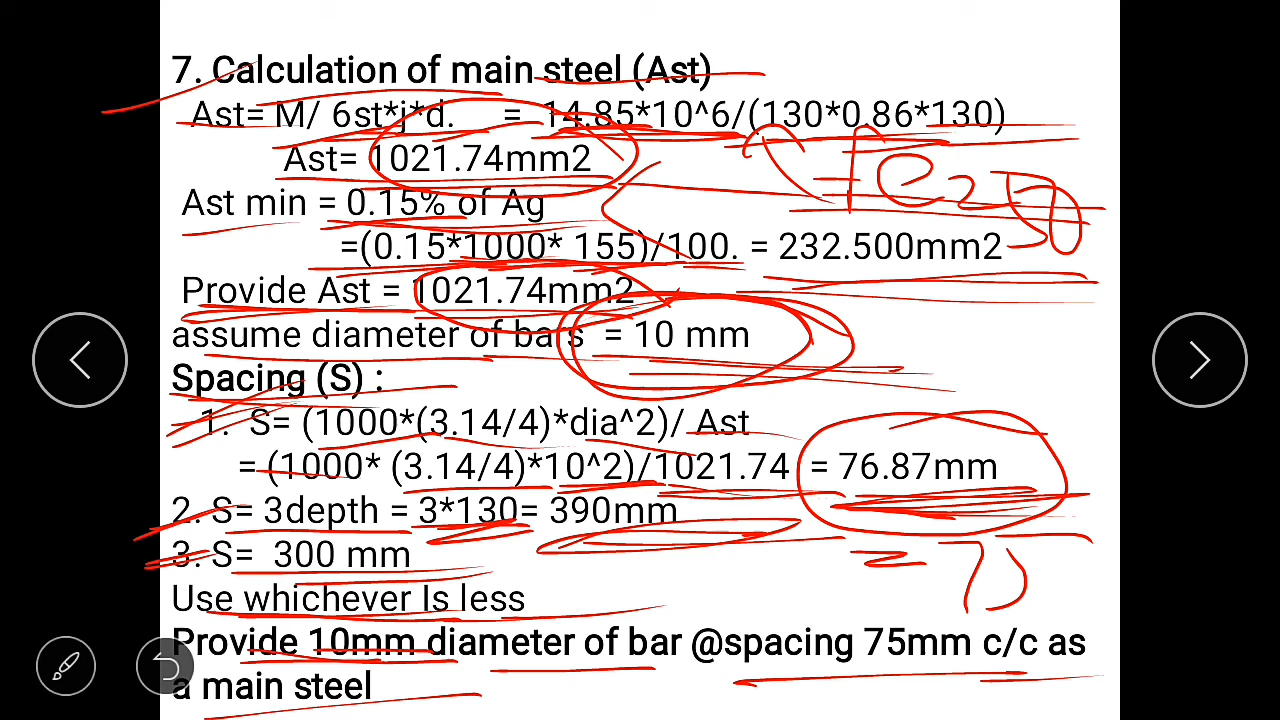 7. Calculation of main steel (Ast)
Ast= M/ 6st*j*d. = 14.85*10^6/(130*0.86*130)
Ast= 1021.74mm2
Fe250
Ast min = 0.15% of Ag
=(0.15*1000* 155)/100. = 232.500mm2
Provide Ast = 1021.74mm2
assume diameter of bars = 10 mm
Spacing (S) :
1. S= (1000*(3.14/4)*dia^2)/ Ast
= (1000* (3.14/4)*10^2)/1021.74 = 76.87mm
2. S= 3depth = 3*130= 390mm
3. S= 300 mm
= 75
Use whichever Is less
Provide 10mm diameter of bar @spacing 75mm c/c as
a main steel